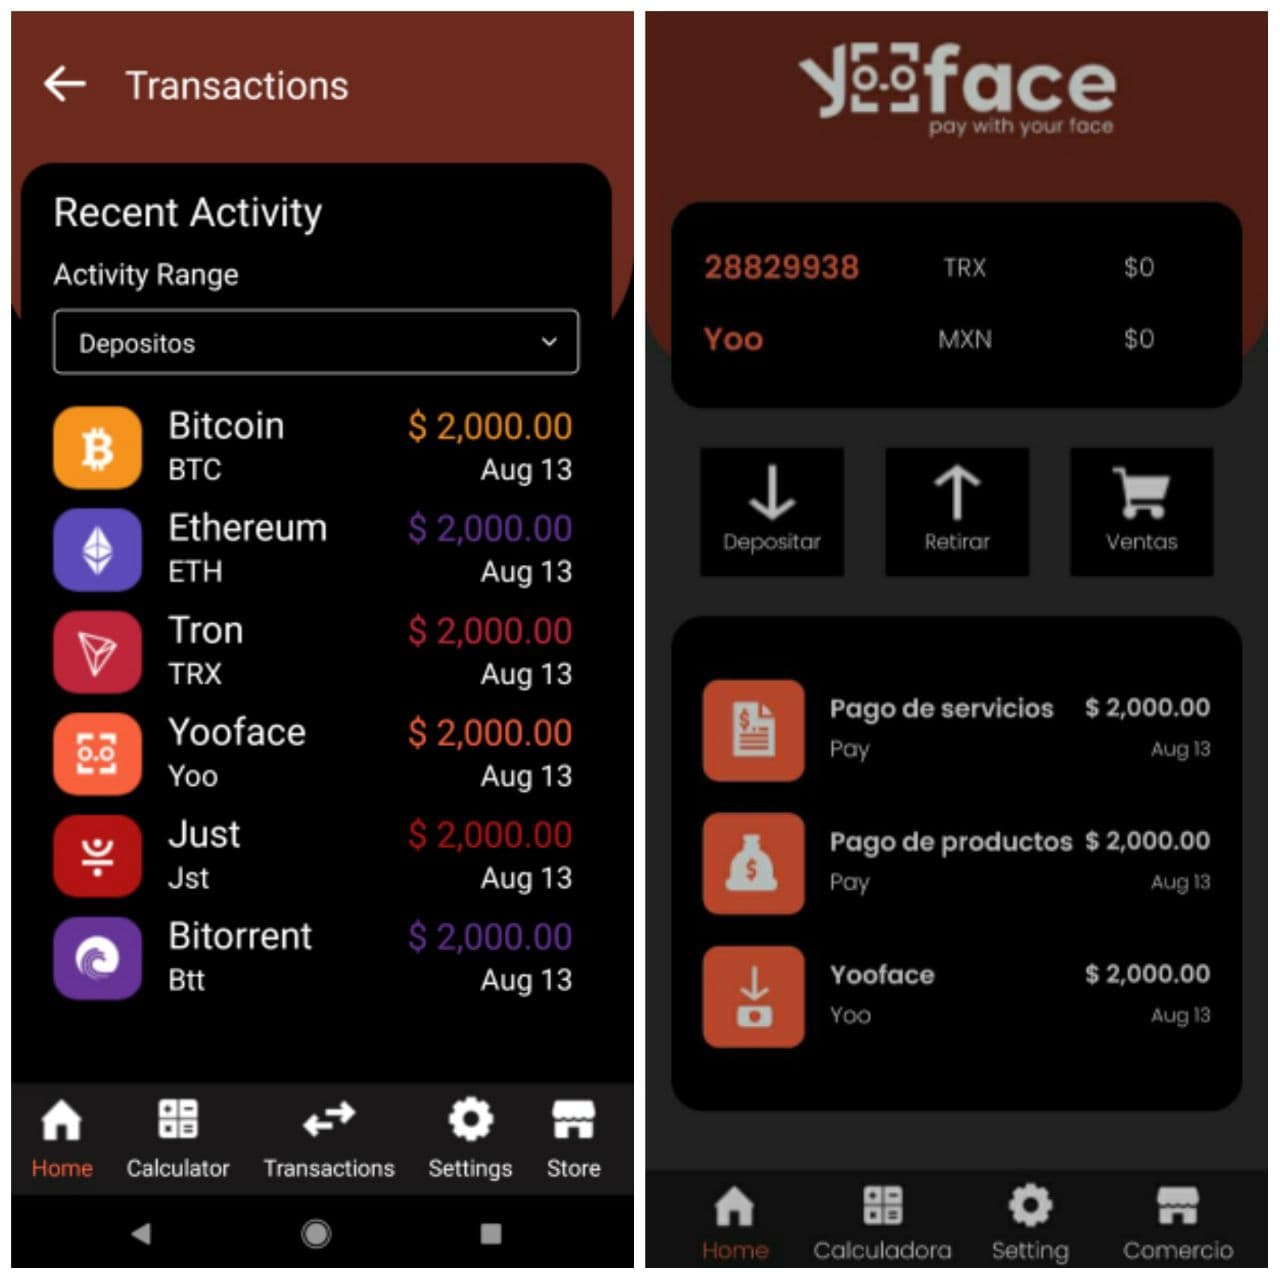 Transactions
Recent Activity
Activity Range
Depositos
Bitcoin $ 2,000.00
BTC Aug 13
Ethereum $ 2,000.00
ETH Aug 13
Tron $ 2,000.00
TRX Aug 13
Yooface $ 2,000.00
Yoo Aug 13
Just $ 2,000.00
Jst Aug 13
Bitorrent $ 2,000.00
Btt Aug 13
Home Calculator Transactions Settings Store
yooface
pay with your face
28829938 TRX $0
Yoo MXN $0
Depositar Retirar Ventas
Pago de servicios $ 2,000.00
Pay Aug 13
Pago de productos $ 2,000.00
Pay Aug 13
Yooface $ 2,000.00
Yoo Aug 13
Home Calculadora Setting Comercio